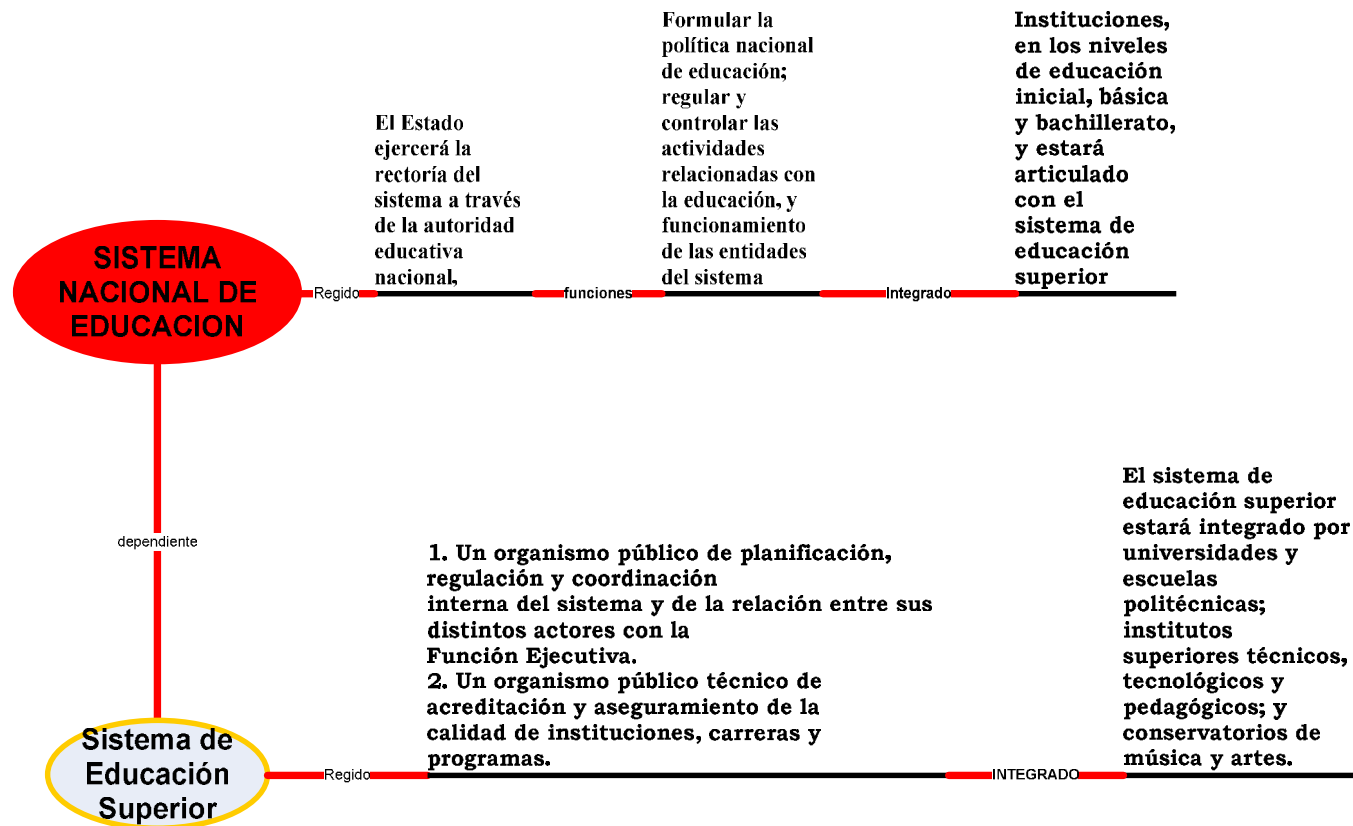 SISTEMA
NACIONAL DE
EDUCACION
Regido
El Estado
ejercerá la
rectoría del
sistema a través
de la autoridad
educativa
nacional,
funciones
Formular la
política nacional
de educación;
regular y
controlar las
actividades
relacionadas con
la educación, y
funcionamiento
de las entidades
del sistema
Integrado
Instituciones,
en los niveles
de educación
inicial, básica
y bachillerato,
y estará
articulado
con el
sistema de
educación
superior
dependiente
Sistema de
Educación
Superior
Regido
1. Un organismo público de planificación,
regulación y coordinación
interna del sistema y de la relación entre sus
distintos actores con la
Función Ejecutiva.
2. Un organismo público técnico de
acreditación y aseguramiento de la
calidad de instituciones, carreras y
programas.
INTEGRADO
El sistema de
educación superior
estará integrado por
universidades y
escuelas
politécnicas;
institutos
superiores técnicos,
tecnológicos y
pedagógicos; y
conservatorios de
música y artes.